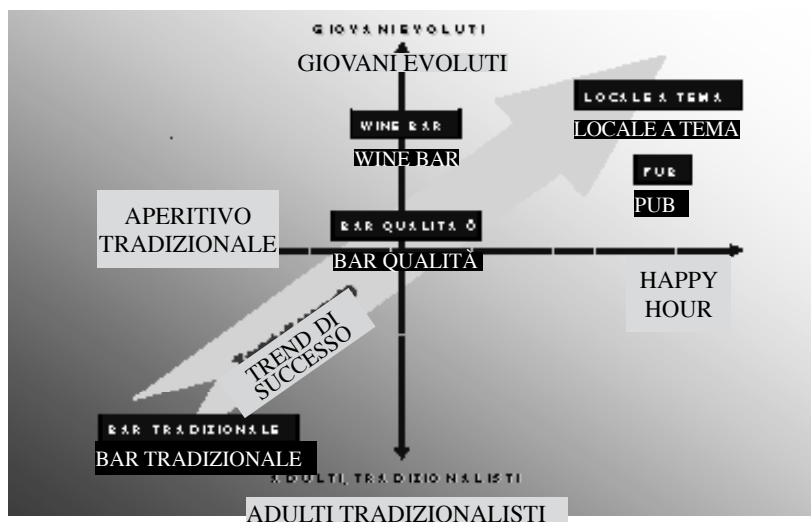 GIOVANI EVOLUTI
GIOVANI EVOLUTI
LOCALE A TEMA
LOCALE A TEMA
WINE BAR
WINE BAR
PUB
PUB
APERITIVO
TRADIZIONALE
BAR QUALITA Ô
BAR QUALITÀ
HAPPY
HOUR
TREND DI
SUCCESSO
BAR TRADIZIONALE
BAR TRADIZIONALE
ADULTI, TRADIZIONALISTI
ADULTI TRADIZIONALISTI